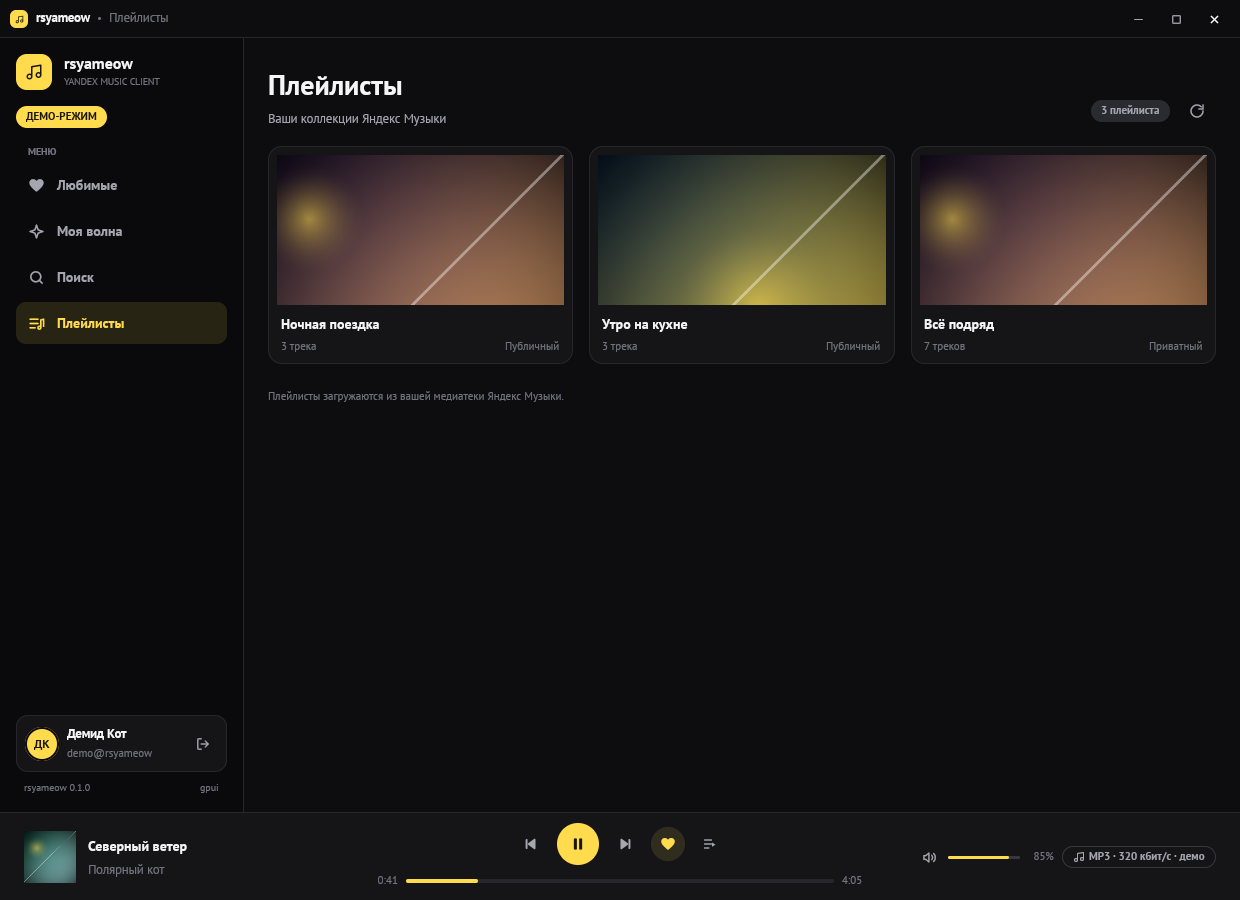 rsyameow • Плейлисты
rsyameow
YANDEX MUSIC CLIENT
ДЕМО-РЕЖИМ
МЕНЮ
Любимые
Моя волна
Поиск
Плейлисты
Плейлисты
Ваши коллекции Яндекс Музыки
3 плейлиста
Ночная поездка
3 трека Публичный
Утро на кухне
3 трека Публичный
Всё подряд
7 треков Приватный
Плейлисты загружаются из вашей медиатеки Яндекс Музыки.
ДК
Демид Кот
demo@rsyameow
rsyameow 0.1.0 gpui
Северный ветер
Полярный кот
0:41 4:05
85%
MP3 · 320 кбит/с · демо